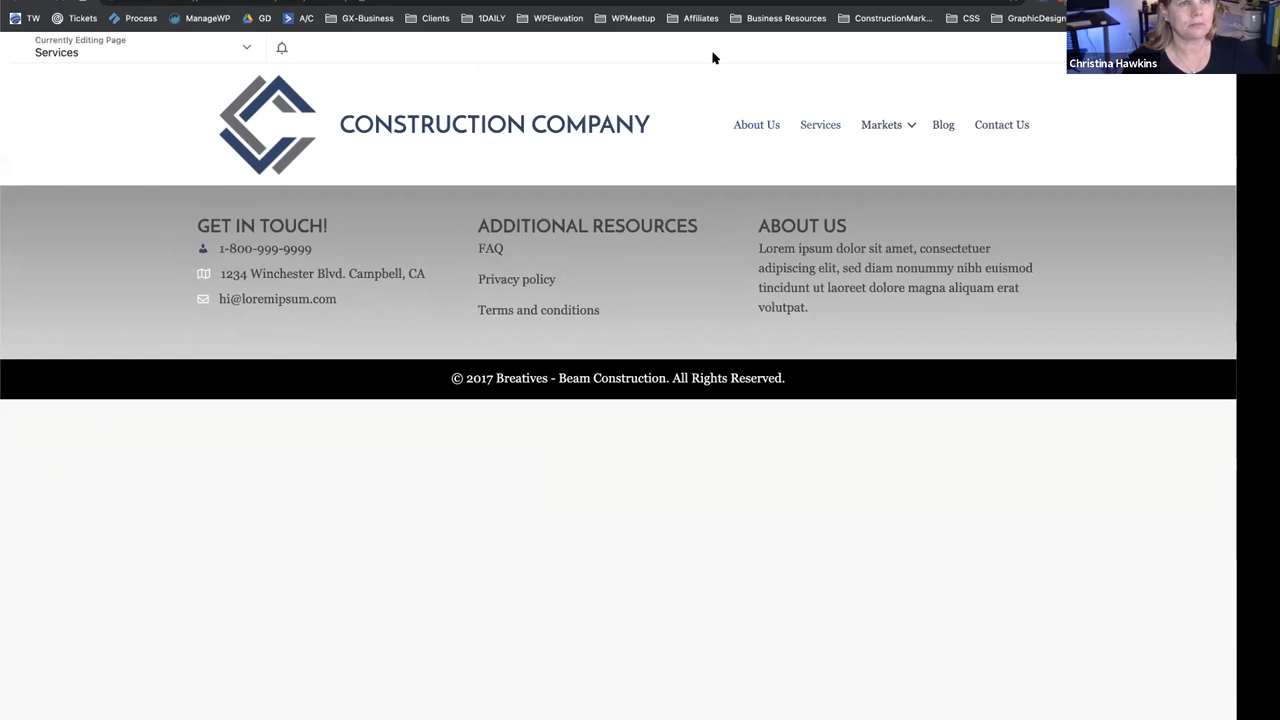 TW Tickets Process ManageWP GD A/C GX-Business Clients 1DAILY WPElevation WPMeetup Affiliates Business Resources ConstructionMark... CSS GraphicDesign
Currently Editing Page
Services
Christina Hawkins
CONSTRUCTION COMPANY
About Us Services Markets Blog Contact Us
GET IN TOUCH!
1-800-999-9999
1234 Winchester Blvd. Campbell, CA
hi@loremipsum.com
ADDITIONAL RESOURCES
FAQ
Privacy policy
Terms and conditions
ABOUT US
Lorem ipsum dolor sit amet, consectetuer
adipiscing elit, sed diam nonummy nibh euismod
tincidunt ut laoreet dolore magna aliquam erat
volutpat.
© 2017 Breatives - Beam Construction. All Rights Reserved.